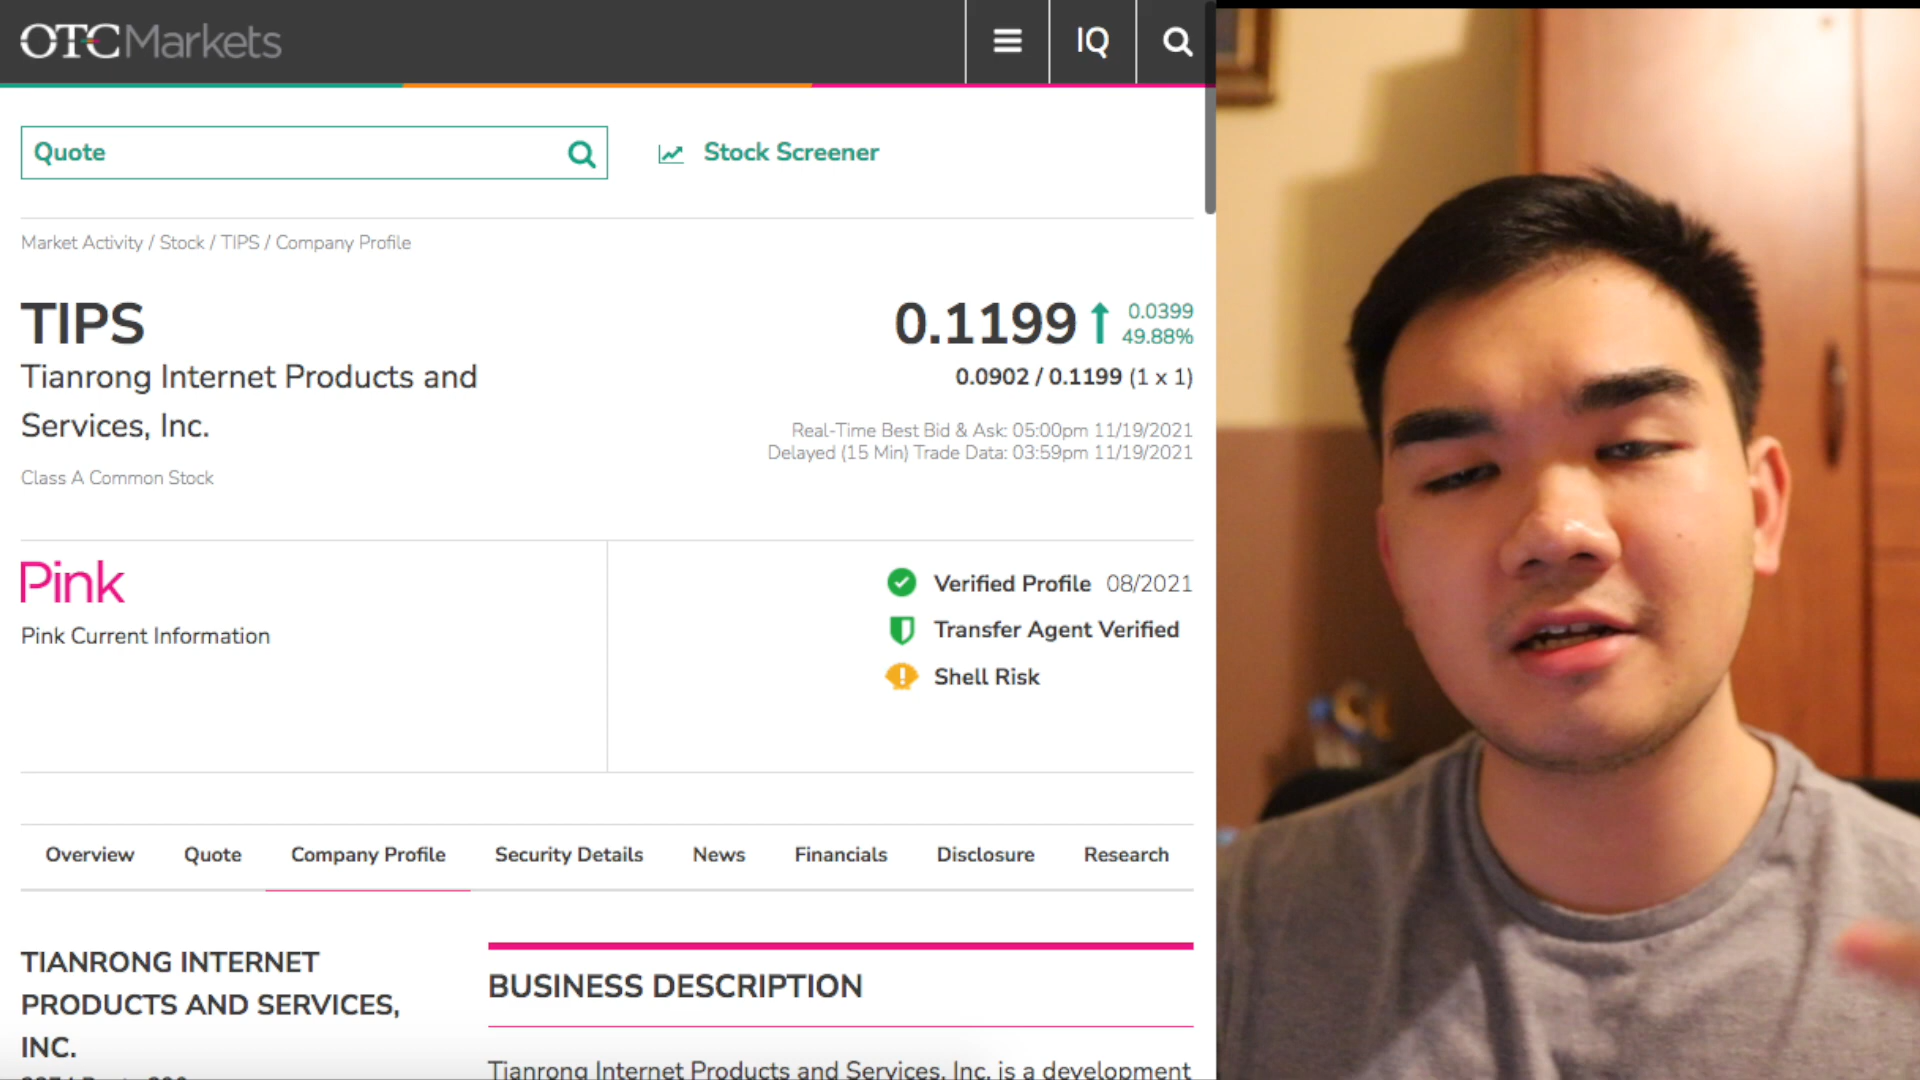 OTCMarkets
IQ
Quote
Stock Screener
Market Activity / Stock / TIPS / Company Profile
TIPS
0.1199
0.0399
49.88%
Tianrong Internet Products and
Services, Inc.
0.0902 / 0.1199 (1 x 1)
Real-Time Best Bid & Ask: 05:00pm 11/19/2021
Delayed (15 Min) Trade Data: 03:59pm 11/19/2021
Class A Common Stock
Pink
Pink Current Information
Verified Profile 08/2021
Transfer Agent Verified
Shell Risk
Overview Quote Company Profile Security Details News Financials Disclosure Research
TIANRONG INTERNET
PRODUCTS AND SERVICES,
INC.
BUSINESS DESCRIPTION
Tianrong Internet Products and Services, Inc. is a development